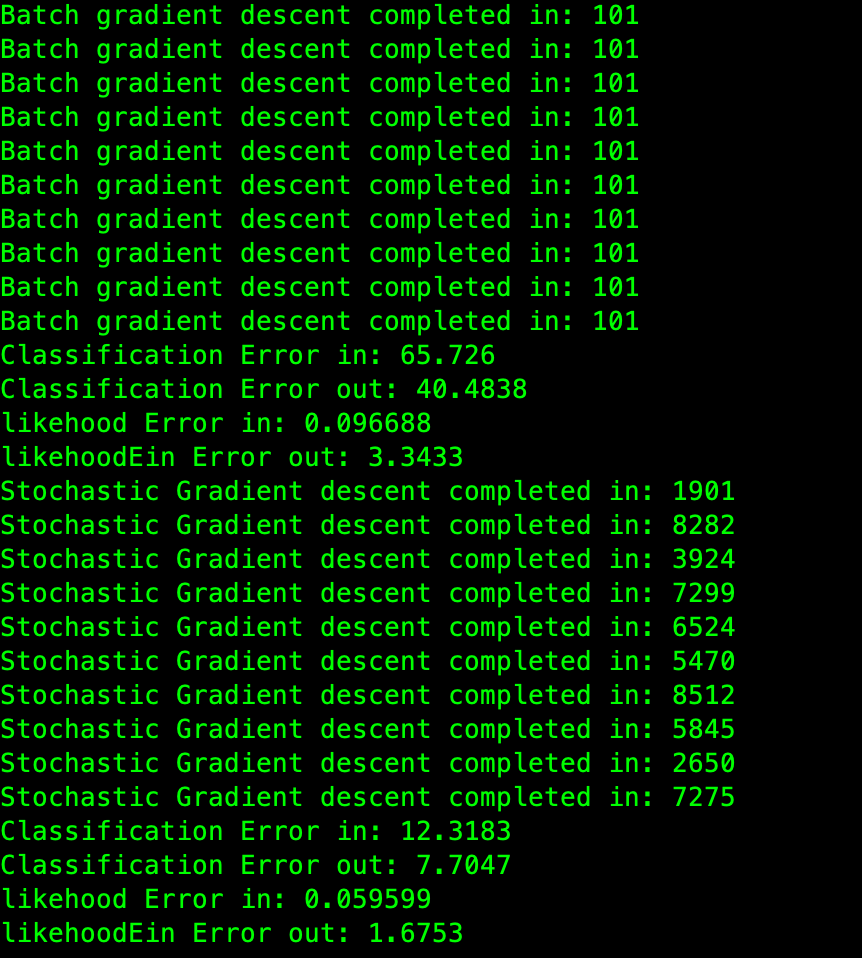 Batch gradient descent completed in: 101
Batch gradient descent completed in: 101
Batch gradient descent completed in: 101
Batch gradient descent completed in: 101
Batch gradient descent completed in: 101
Batch gradient descent completed in: 101
Batch gradient descent completed in: 101
Batch gradient descent completed in: 101
Batch gradient descent completed in: 101
Batch gradient descent completed in: 101
Classification Error in: 65.726
Classification Error out: 40.4838
likehood Error in: 0.096688
likehoodEin Error out: 3.3433
Stochastic Gradient descent completed in: 1901
Stochastic Gradient descent completed in: 8282
Stochastic Gradient descent completed in: 3924
Stochastic Gradient descent completed in: 7299
Stochastic Gradient descent completed in: 6524
Stochastic Gradient descent completed in: 5470
Stochastic Gradient descent completed in: 8512
Stochastic Gradient descent completed in: 5845
Stochastic Gradient descent completed in: 2650
Stochastic Gradient descent completed in: 7275
Classification Error in: 12.3183
Classification Error out: 7.7047
likehood Error in: 0.059599
likehoodEin Error out: 1.6753